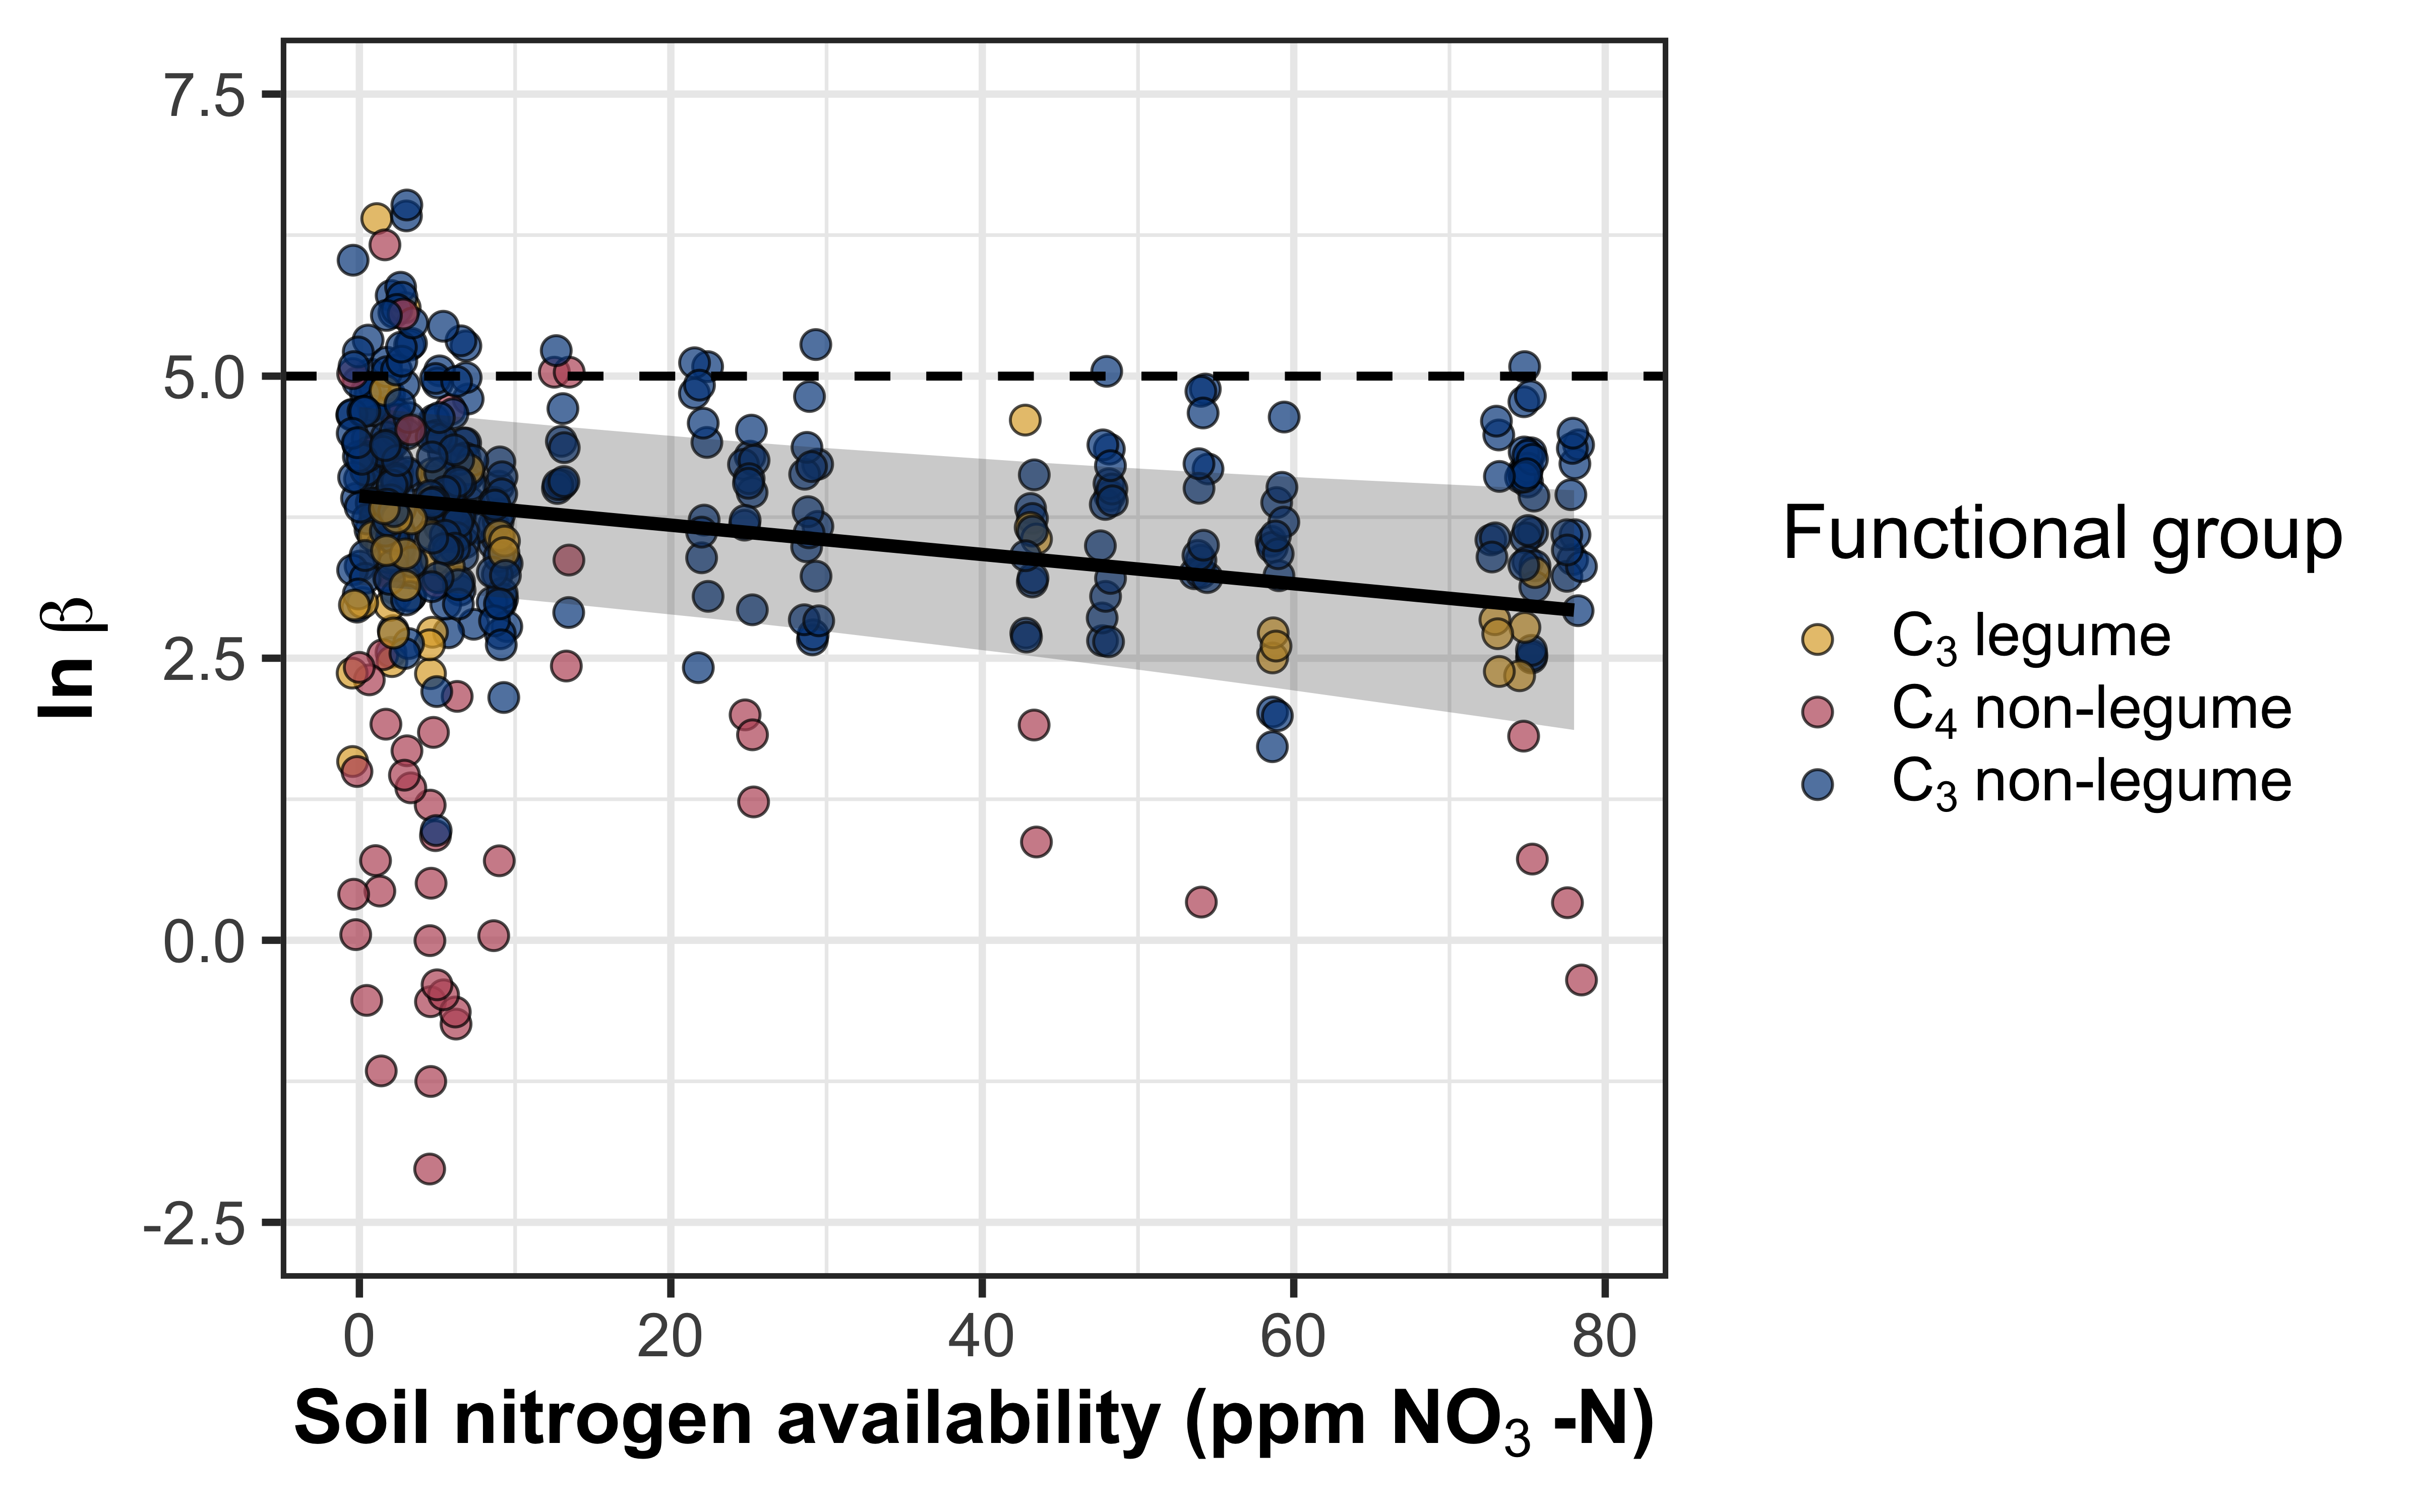 7.5
5.0
2.5
0.0
-2.5
ln β
0 20 40 60 80
Soil nitrogen availability (ppm NO₃ -N)
Functional group
C₃ legume
C₄ non-legume
C₃ non-legume